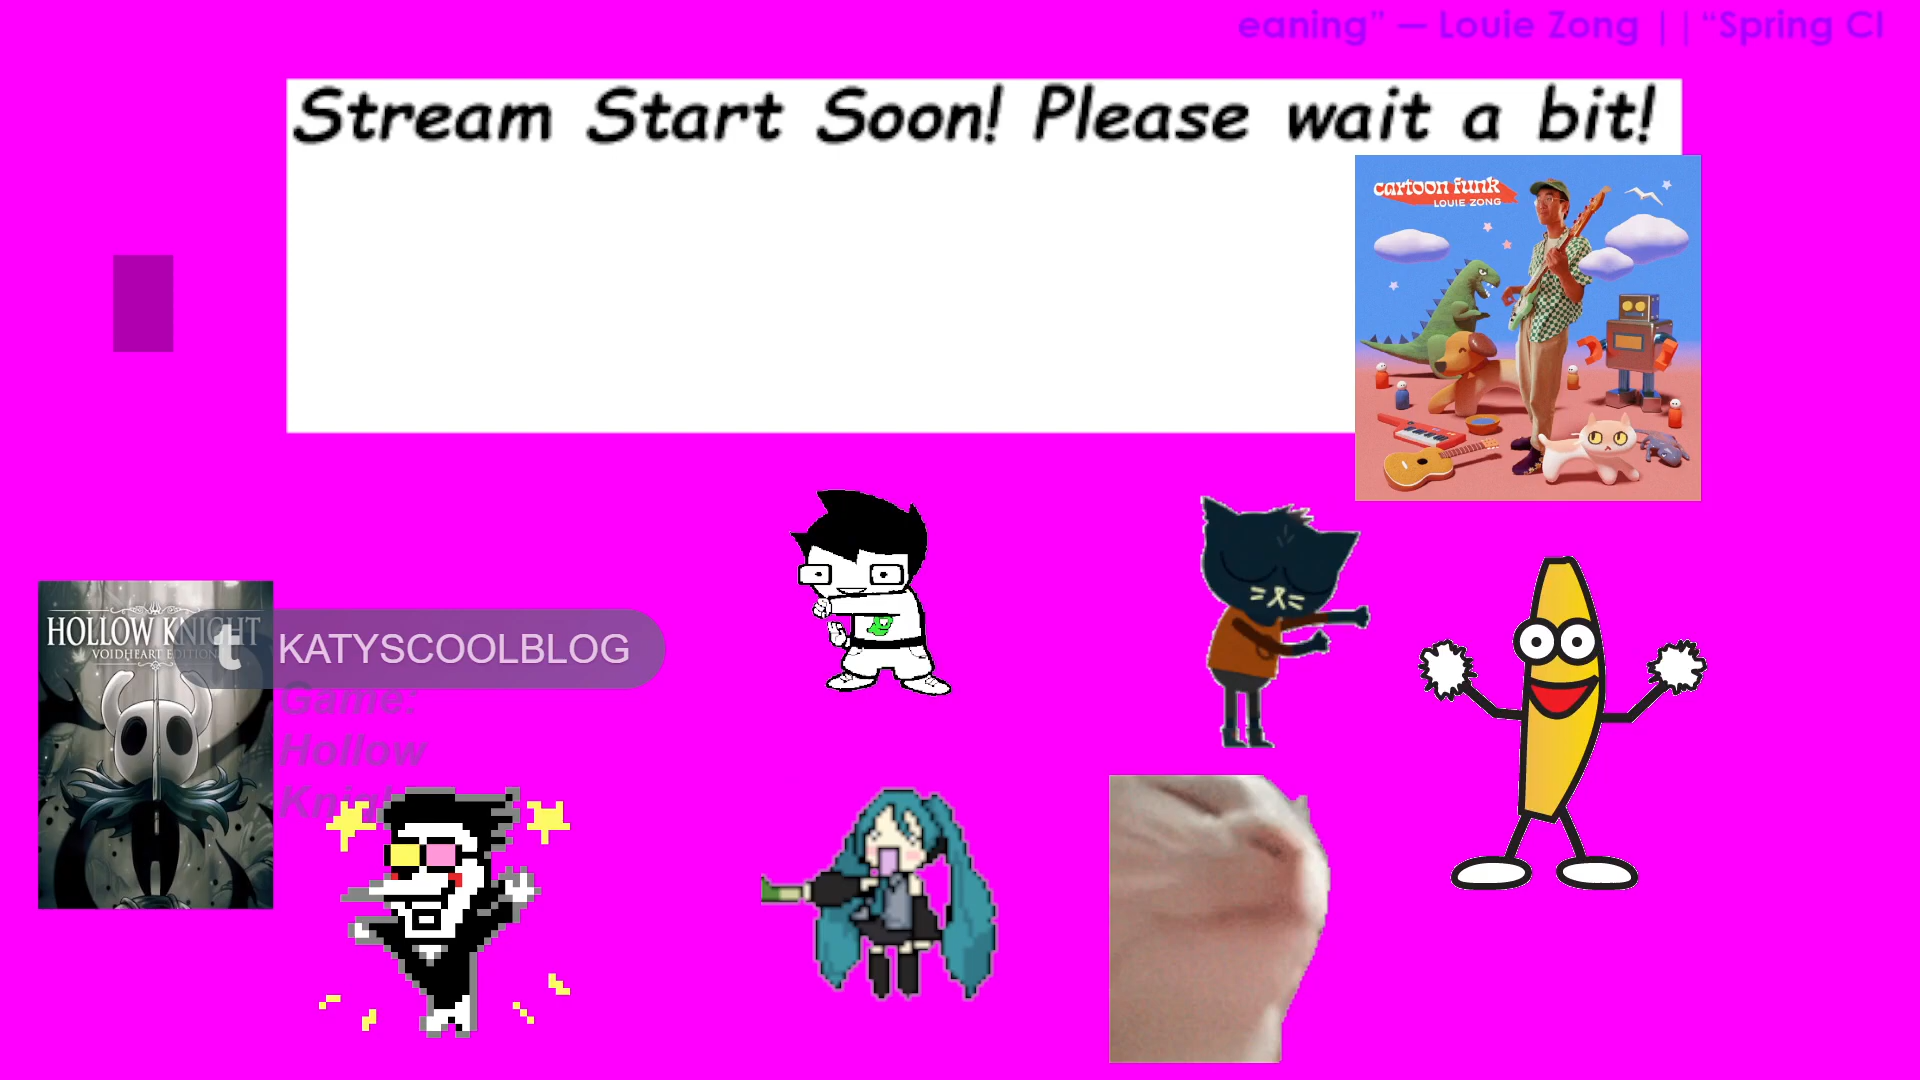 eaning” — Louie Zong || “Spring Cl
Stream Start Soon! Please wait a bit!
cartoon funk
LOUIE ZONG
HOLLOW KNIGHT
VOIDHEART EDITION
t KATYSCOOLBLOG
Game:
Hollow